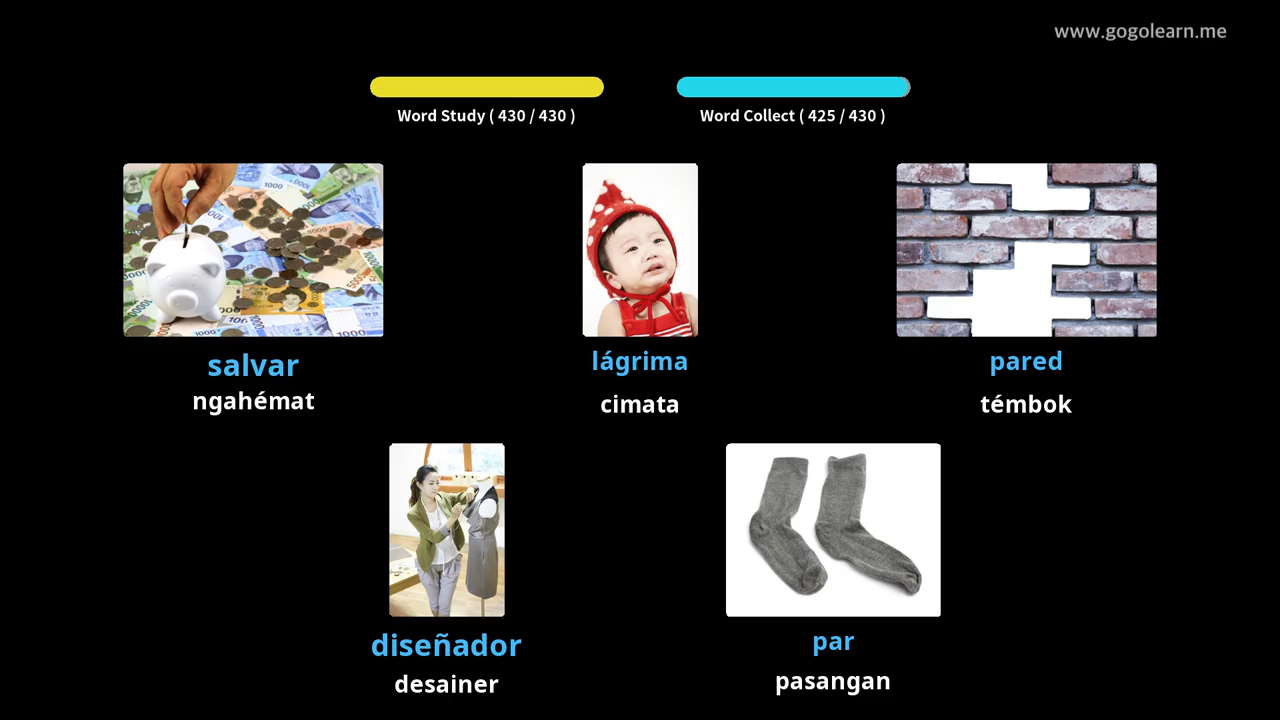 www.gogolearn.me
Word Study ( 430 / 430 )
Word Collect ( 425 / 430 )
salvar
ngahémat
lágrima
cimata
pared
témbok
diseñador
desainer
par
pasangan